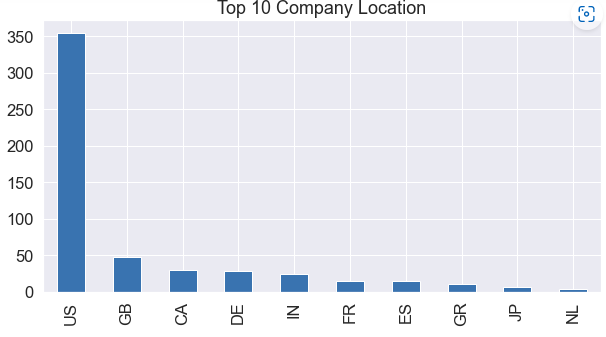 Top 10 Company Location
350
300
250
200
150
100
50
0
US
GB
CA
DE
IN
FR
ES
GR
JP
NL